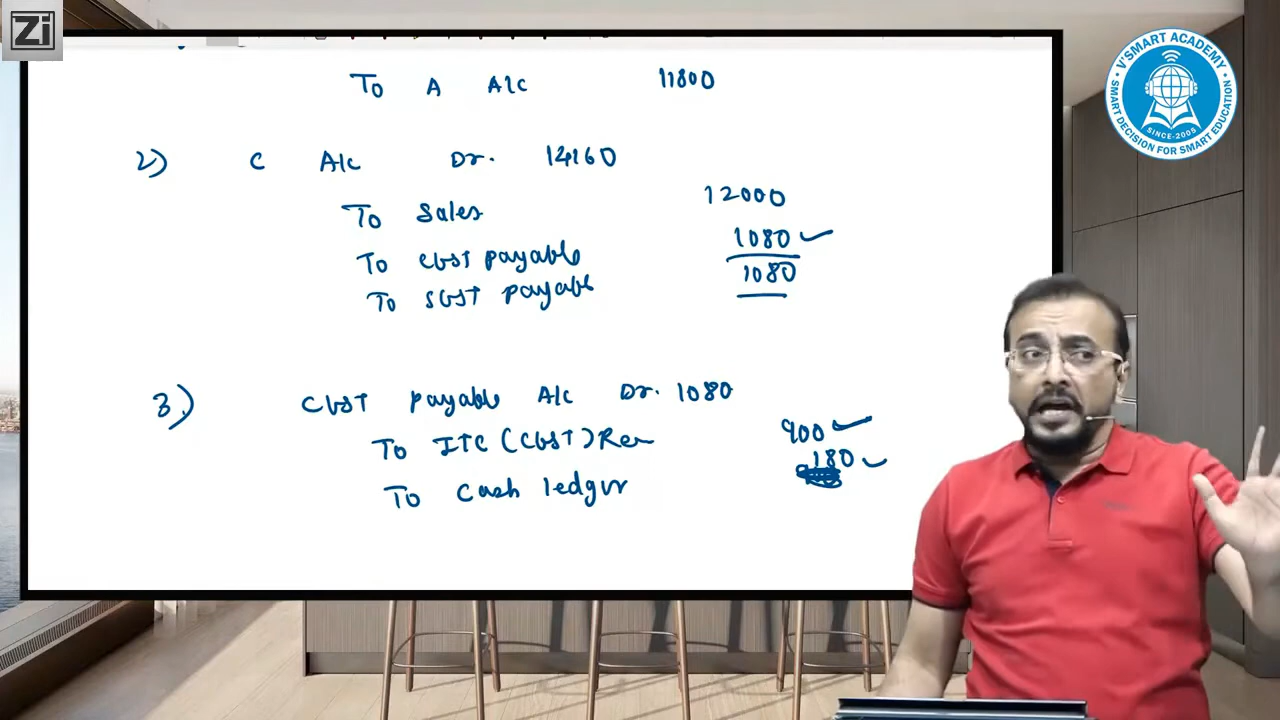 Zi
V'SMART ACADEMY
SINCE-2005
SMART DECISION FOR SMART EDUCATION
To A A/c 11800
2) C A/c Dr. 14160
To Sales 12000
To CGST payable 1080
To SGST payable 1080
3) CGST payable A/c Dr. 1080
To ITC (CGST) Rec 900
To Cash ledger 180